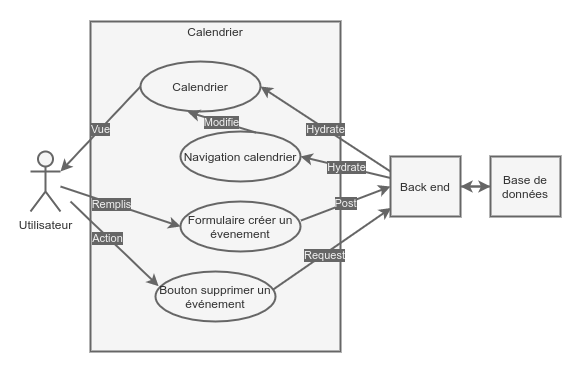 Calendrier
Calendrier
Vue
Modifie
Hydrate
Navigation calendrier
Hydrate
Back end
Base de
données
Utilisateur
Remplis
Post
Formulaire créer un
évenement
Action
Request
Bouton supprimer un
événement